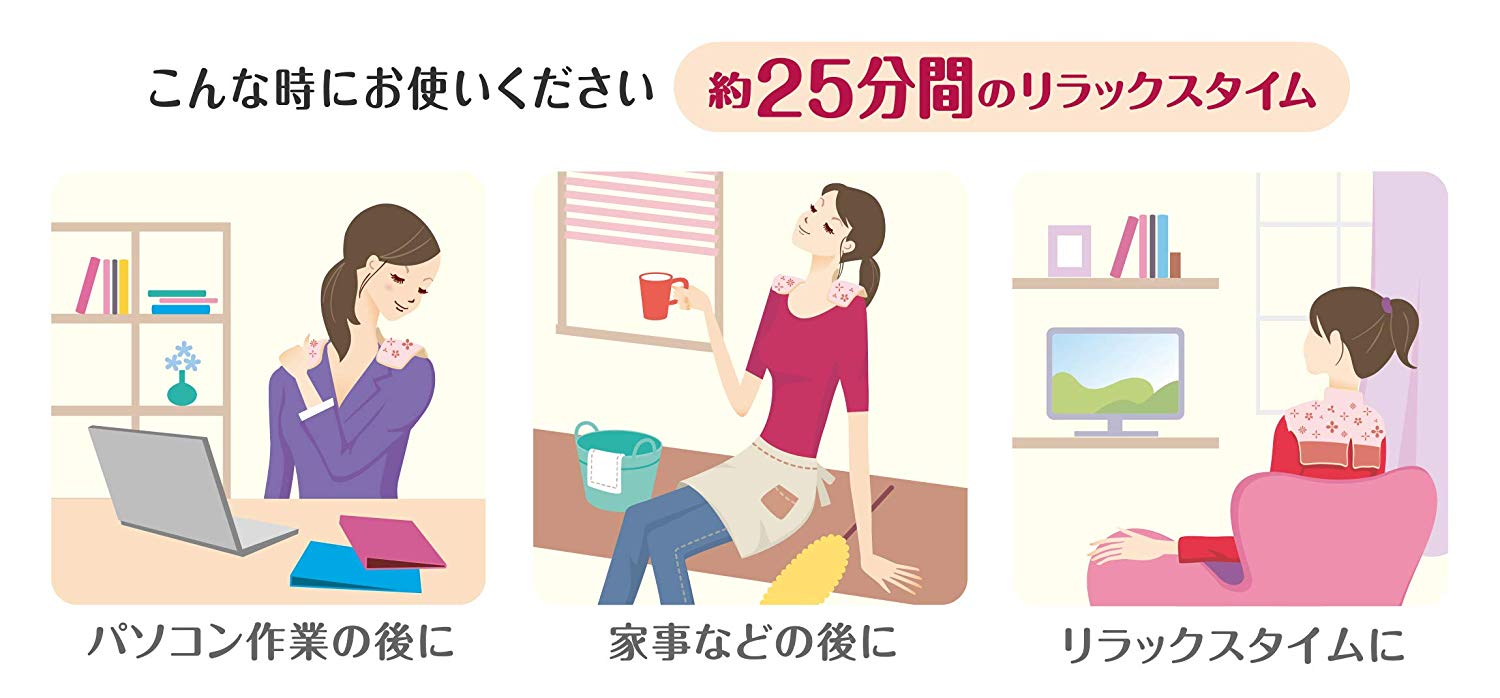 こんな時にお使いください
約25分間のリラックスタイム
パソコン作業の後に
家事などの後に
リラックスタイムに